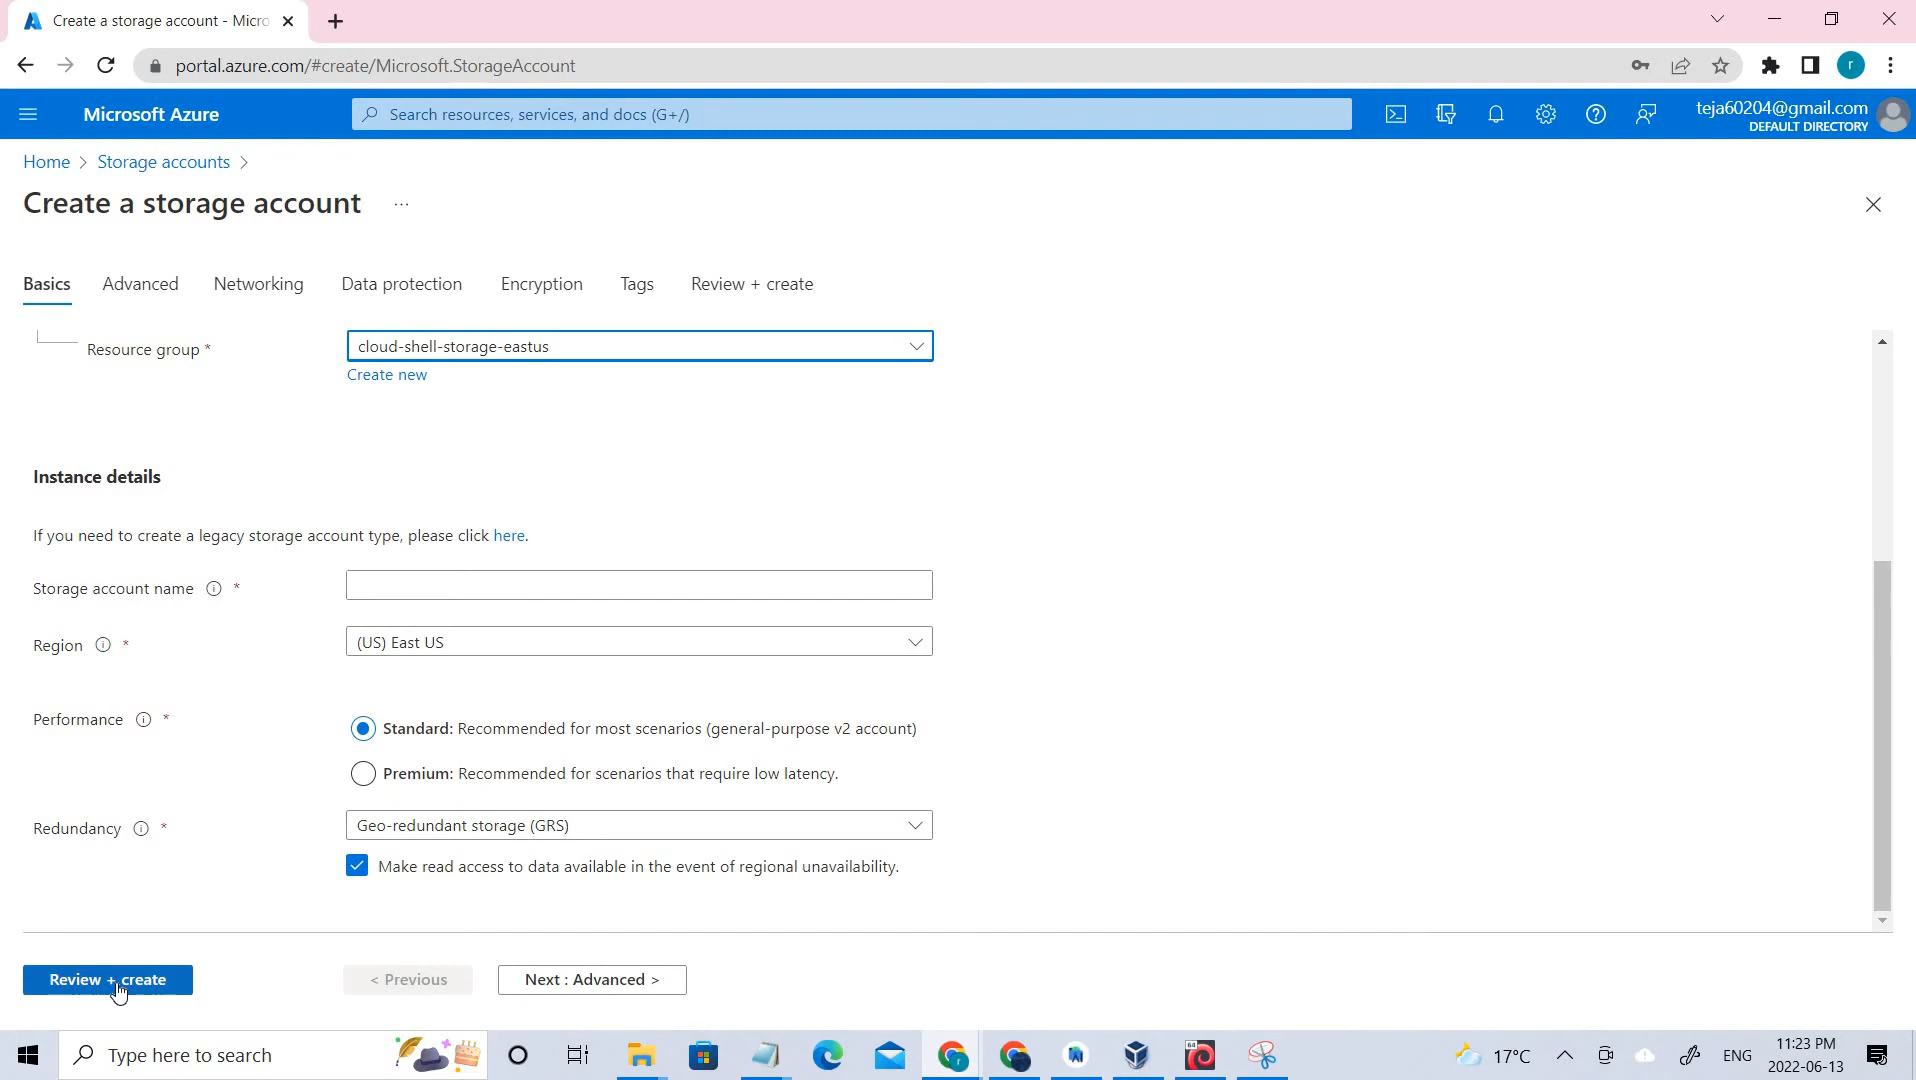 Create a storage account - Micro
portal.azure.com/#create/Microsoft.StorageAccount
r
Microsoft Azure
Search resources, services, and docs (G+/)
teja60204@gmail.com
DEFAULT DIRECTORY
Home > Storage accounts >
Create a storage account ...
Basics
Advanced
Networking
Data protection
Encryption
Tags
Review + create
Resource group *
cloud-shell-storage-eastus
Create new
Instance details
If you need to create a legacy storage account type, please click here.
Storage account name *
Region *
(US) East US
Performance *
Standard: Recommended for most scenarios (general-purpose v2 account)
Premium: Recommended for scenarios that require low latency.
Redundancy *
Geo-redundant storage (GRS)
Make read access to data available in the event of regional unavailability.
Review + create
< Previous
Next : Advanced >
Type here to search
r
64
17°C
ENG
11:23 PM
2022-06-13